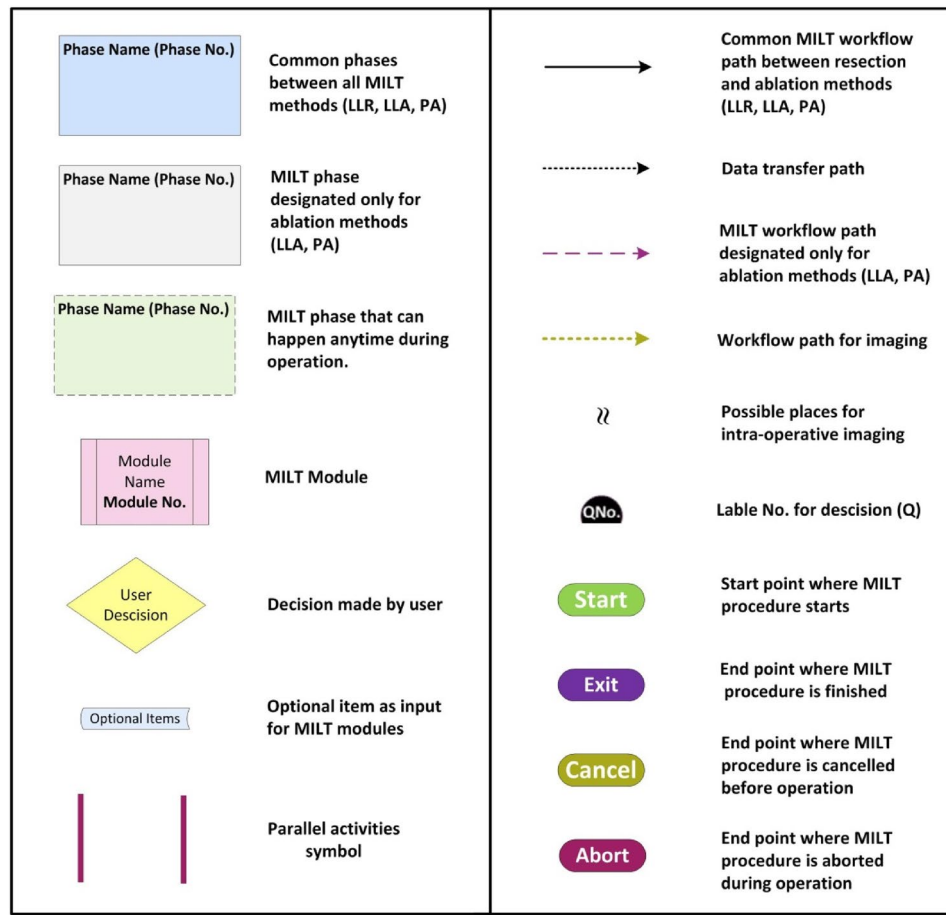 Phase Name (Phase No.)
Common phases
between all MILT
methods (LLR, LLA, PA)
Phase Name (Phase No.)
MILT phase
designated only for
ablation methods
(LLA, PA)
Phase Name (Phase No.)
MILT phase that can
happen anytime during
operation.
Module
Name
Module No.
MILT Module
User
Descision
Decision made by user
Optional Items
Optional item as input
for MILT modules
Parallel activities
symbol
Common MILT workflow
path between resection
and ablation methods
(LLR, LLA, PA)
Data transfer path
MILT workflow path
designated only for
ablation methods (LLA, PA)
Workflow path for imaging
≈
Possible places for
intra-operative imaging
QNo.
Lable No. for descision (Q)
Start
Start point where MILT
procedure starts
Exit
End point where MILT
procedure is finished
Cancel
End point where MILT
procedure is cancelled
before operation
Abort
End point where MILT
procedure is aborted
during operation